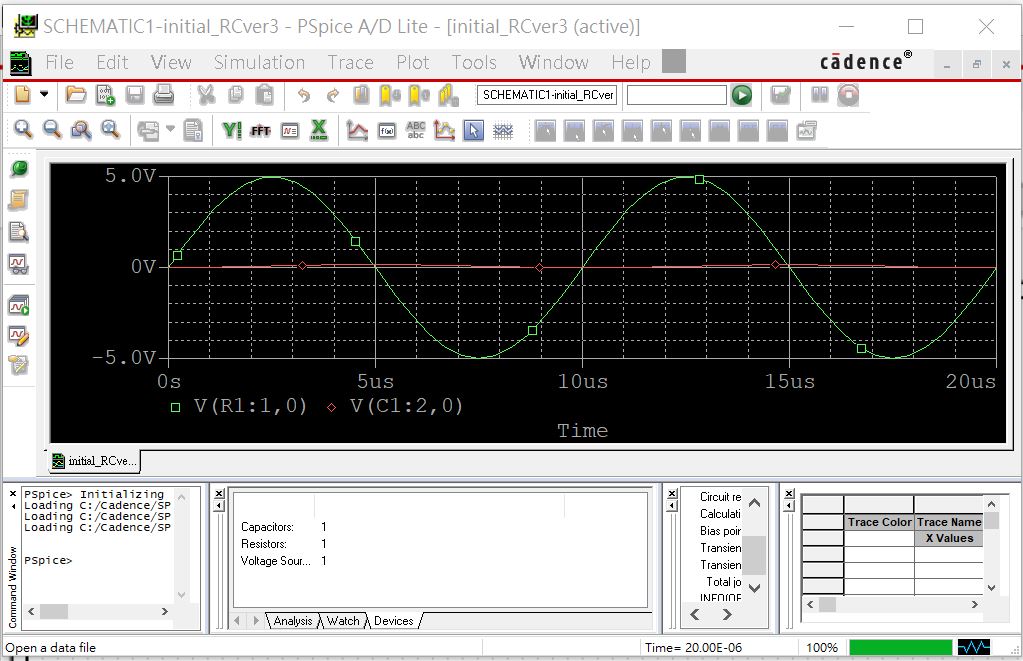 SCHEMATIC1-initial_RCver3 - PSpice A/D Lite - [initial_RCver3 (active)]
File Edit View Simulation Trace Plot Tools Window Help
cādence®
SCHEMATIC1-initial_RCver
FFT
ABC
abc
5.0V
0V
-5.0V
0s 5us 10us 15us 20us
V(R1:1,0) V(C1:2,0)
Time
initial_RCve...
Command Window
PSpice> Initializing
Loading C:/Cadence/SP
Loading C:/Cadence/SP
Loading C:/Cadence/SP
PSpice>
Capacitors: 1
Resistors: 1
Voltage Sour... 1
Analysis Watch Devices
Circuit re
Calculati
Bias poin
Transien
Transien
Total jo
Trace Color Trace Name
X Values
Open a data file
Time= 20.00E-06
100%